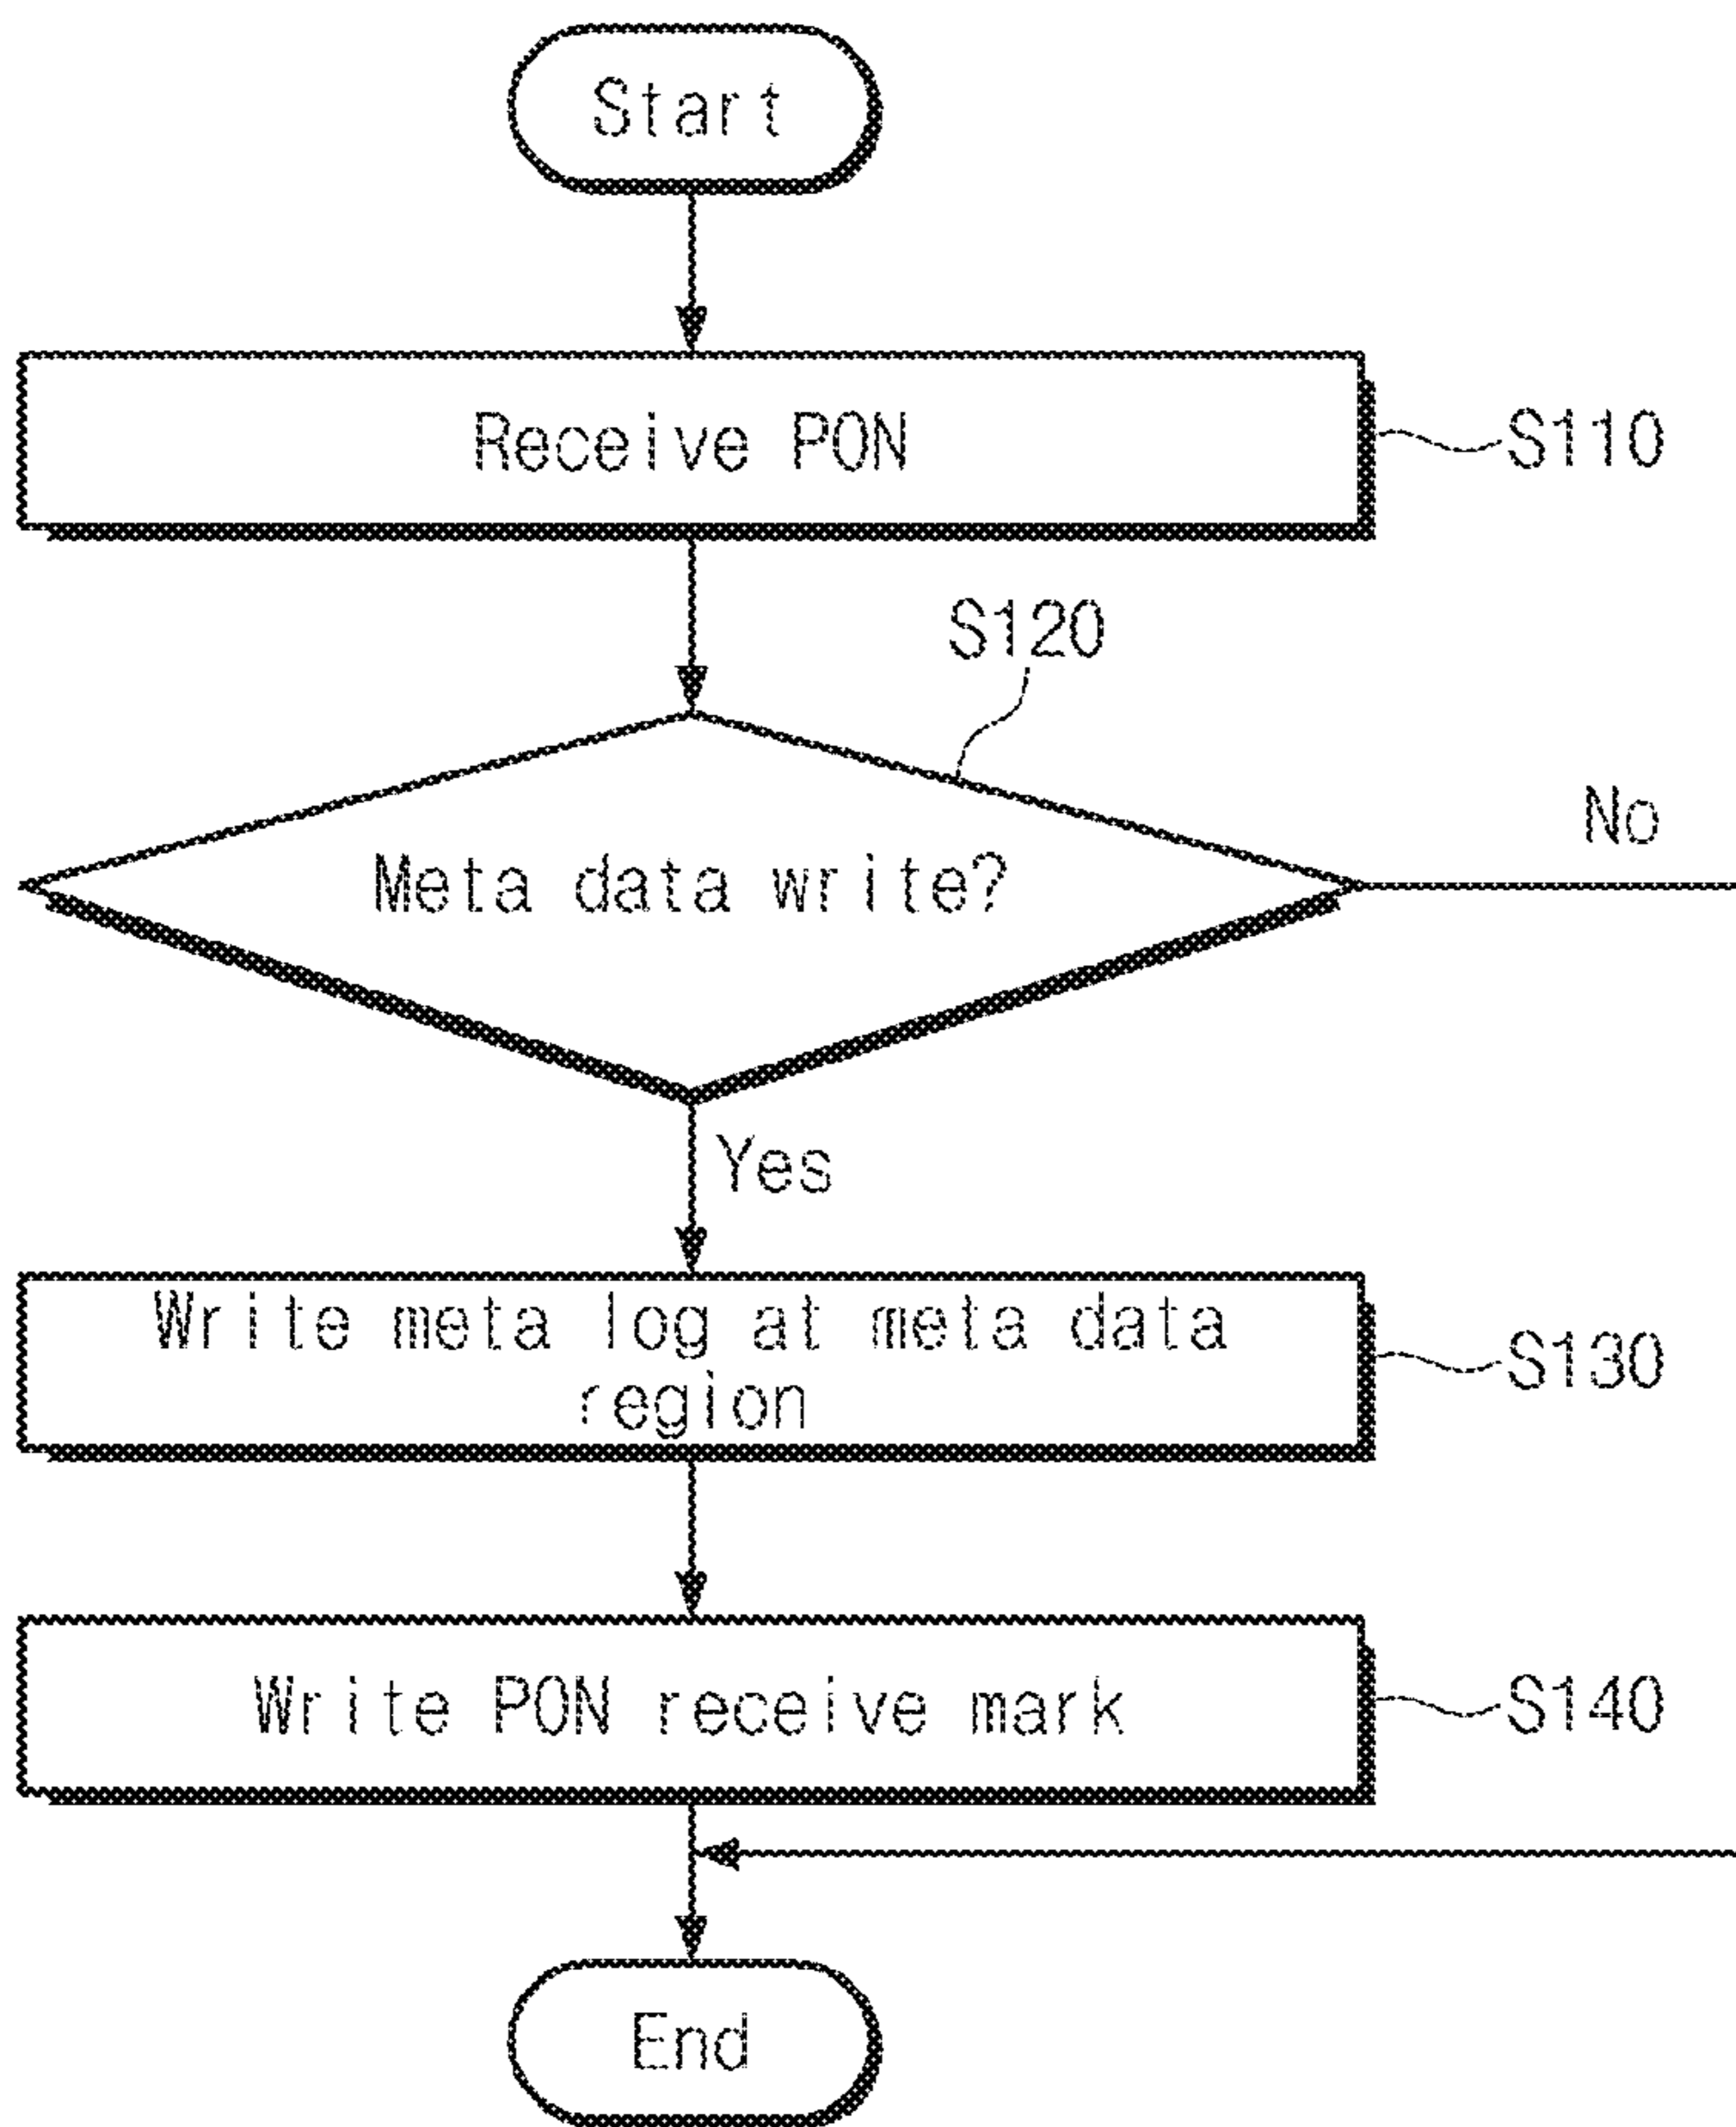 Start
Receive PON
S110
S120
Meta data write?
No
Yes
Write meta log at meta data
region
S130
Write PON receive mark
S140
End